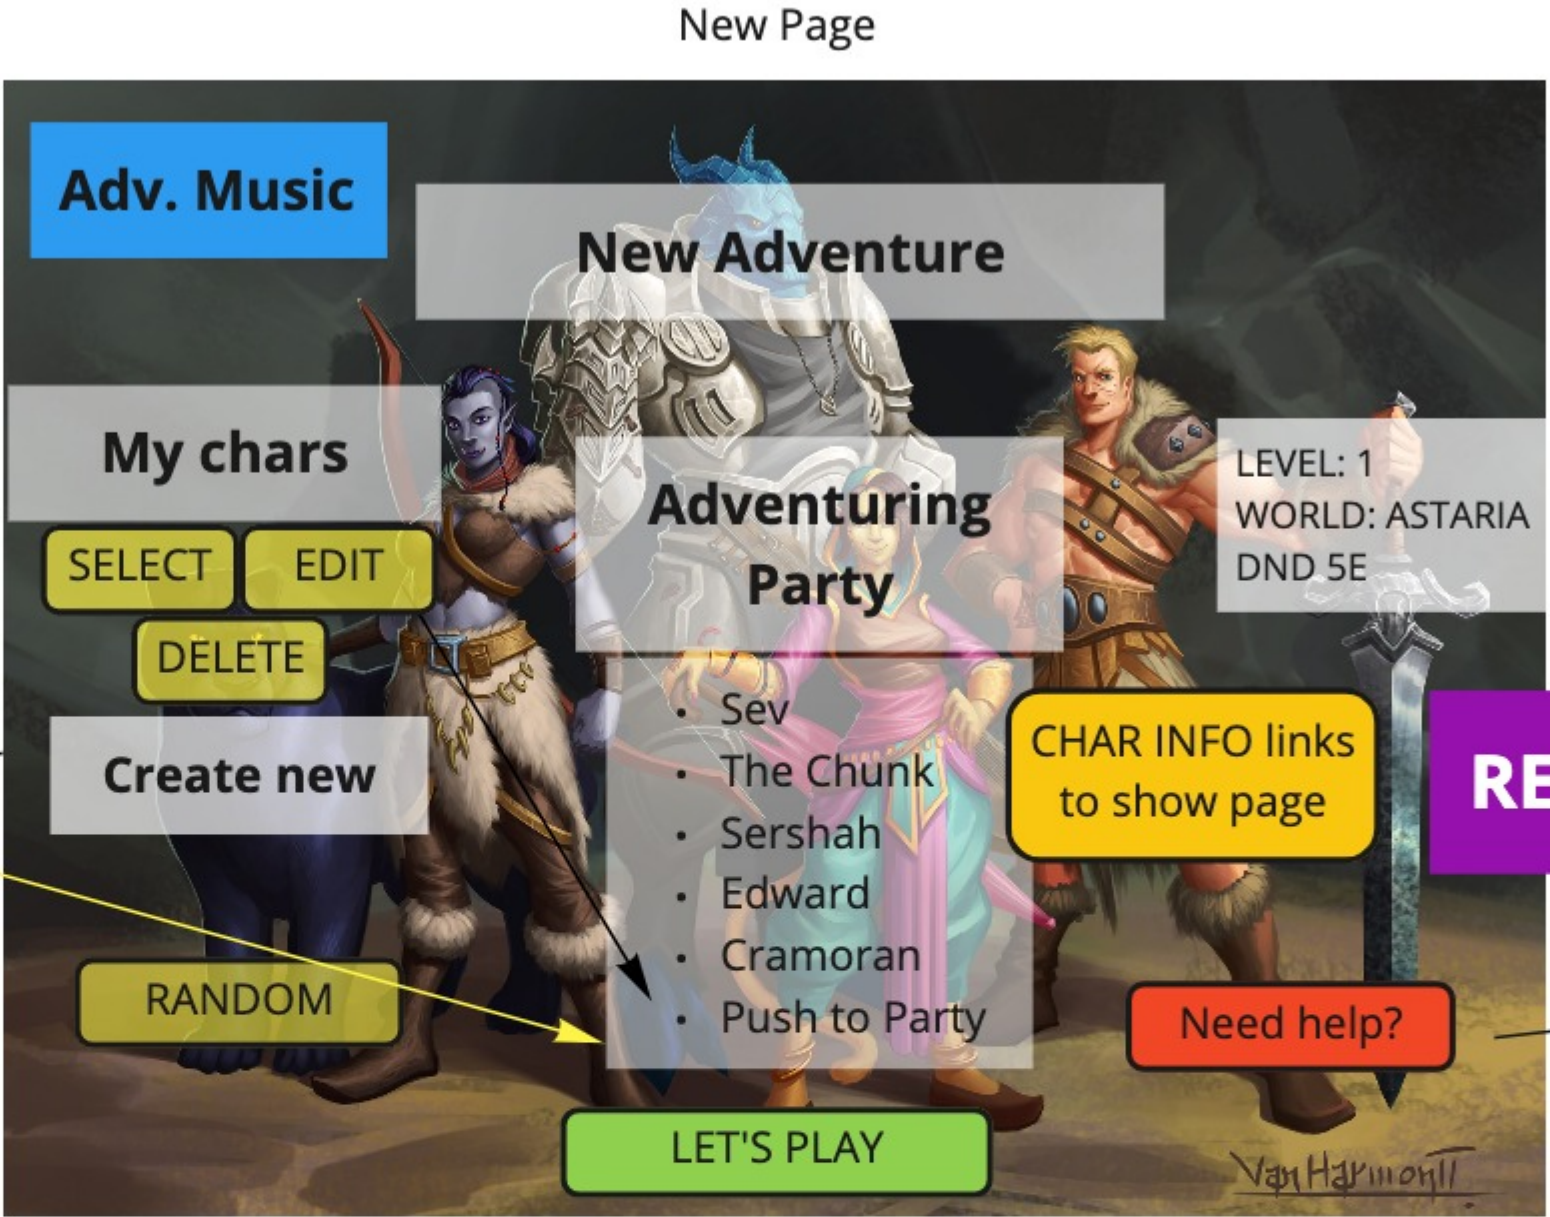 New Page
Adv. Music
New Adventure
My chars
SELECT
EDIT
DELETE
Create new
RANDOM
Adventuring
Party
• Sev
• The Chunk
• Sershah
• Edward
• Cramoran
• Push to Party
LEVEL: 1
WORLD: ASTARIA
DND 5E
CHAR INFO links
to show page
RE
Need help?
LET'S PLAY
Van Harmontt